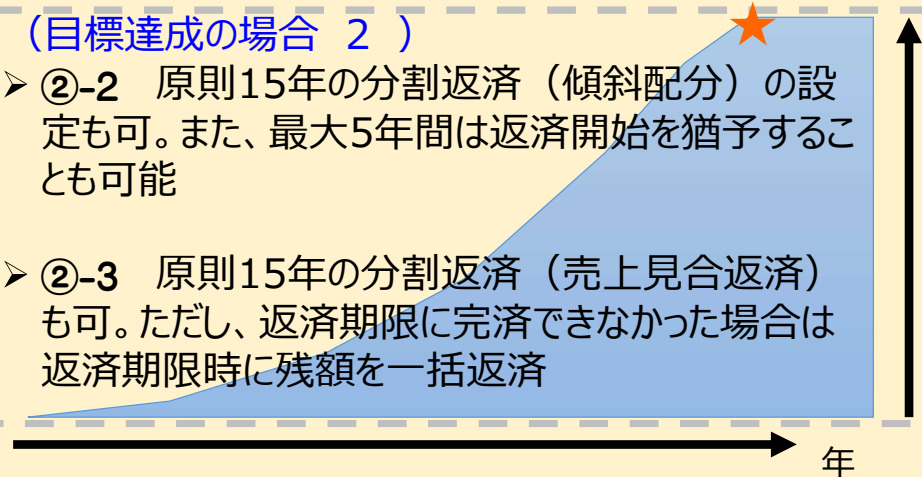 （目標達成の場合　２　）
➢ ②-2　原則15年の分割返済（傾斜配分）の設
定も可。また、最大5年間は返済開始を猶予するこ
とも可能
➢ ②-3　原則15年の分割返済（売上見合返済）
も可。ただし、返済期限に完済できなかった場合は
返済期限時に残額を一括返済
年